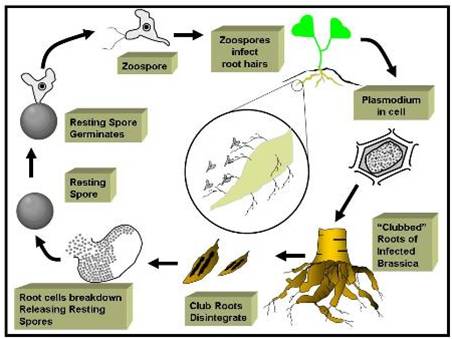 Zoospore
Zoospores
infect
root hairs
Plasmodium
in cell
"Clubbed"
Roots of
Infected
Brassica
Club Roots
Disintegrate
Root cells breakdown
Releasing Resting
Spores
Resting
Spore
Resting Spore
Germinates